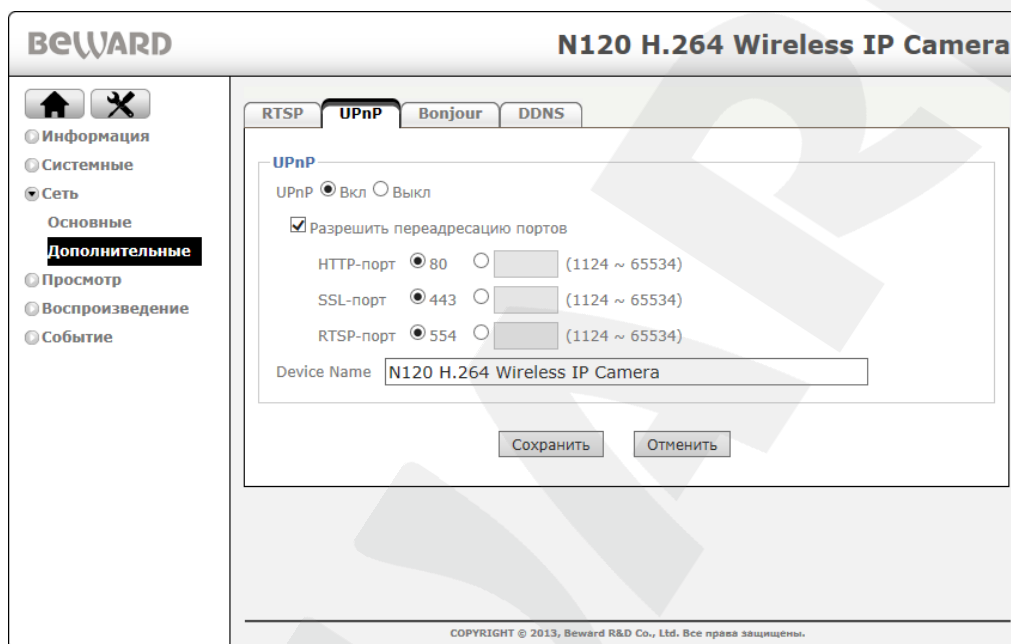 BEWARD
N120 H.264 Wireless IP Camera
Информация
Системные
Сеть
Основные
Дополнительные
Просмотр
Воспроизведение
Событие
RTSP UPnP Bonjour DDNS
UPnP
UPnP Вкл Выкл
Разрешить переадресацию портов
HTTP-порт 80 (1124 ~ 65534)
SSL-порт 443 (1124 ~ 65534)
RTSP-порт 554 (1124 ~ 65534)
Device Name N120 H.264 Wireless IP Camera
Сохранить Отменить
COPYRIGHT © 2013, Beward R&D Co., Ltd. Все права защищены.